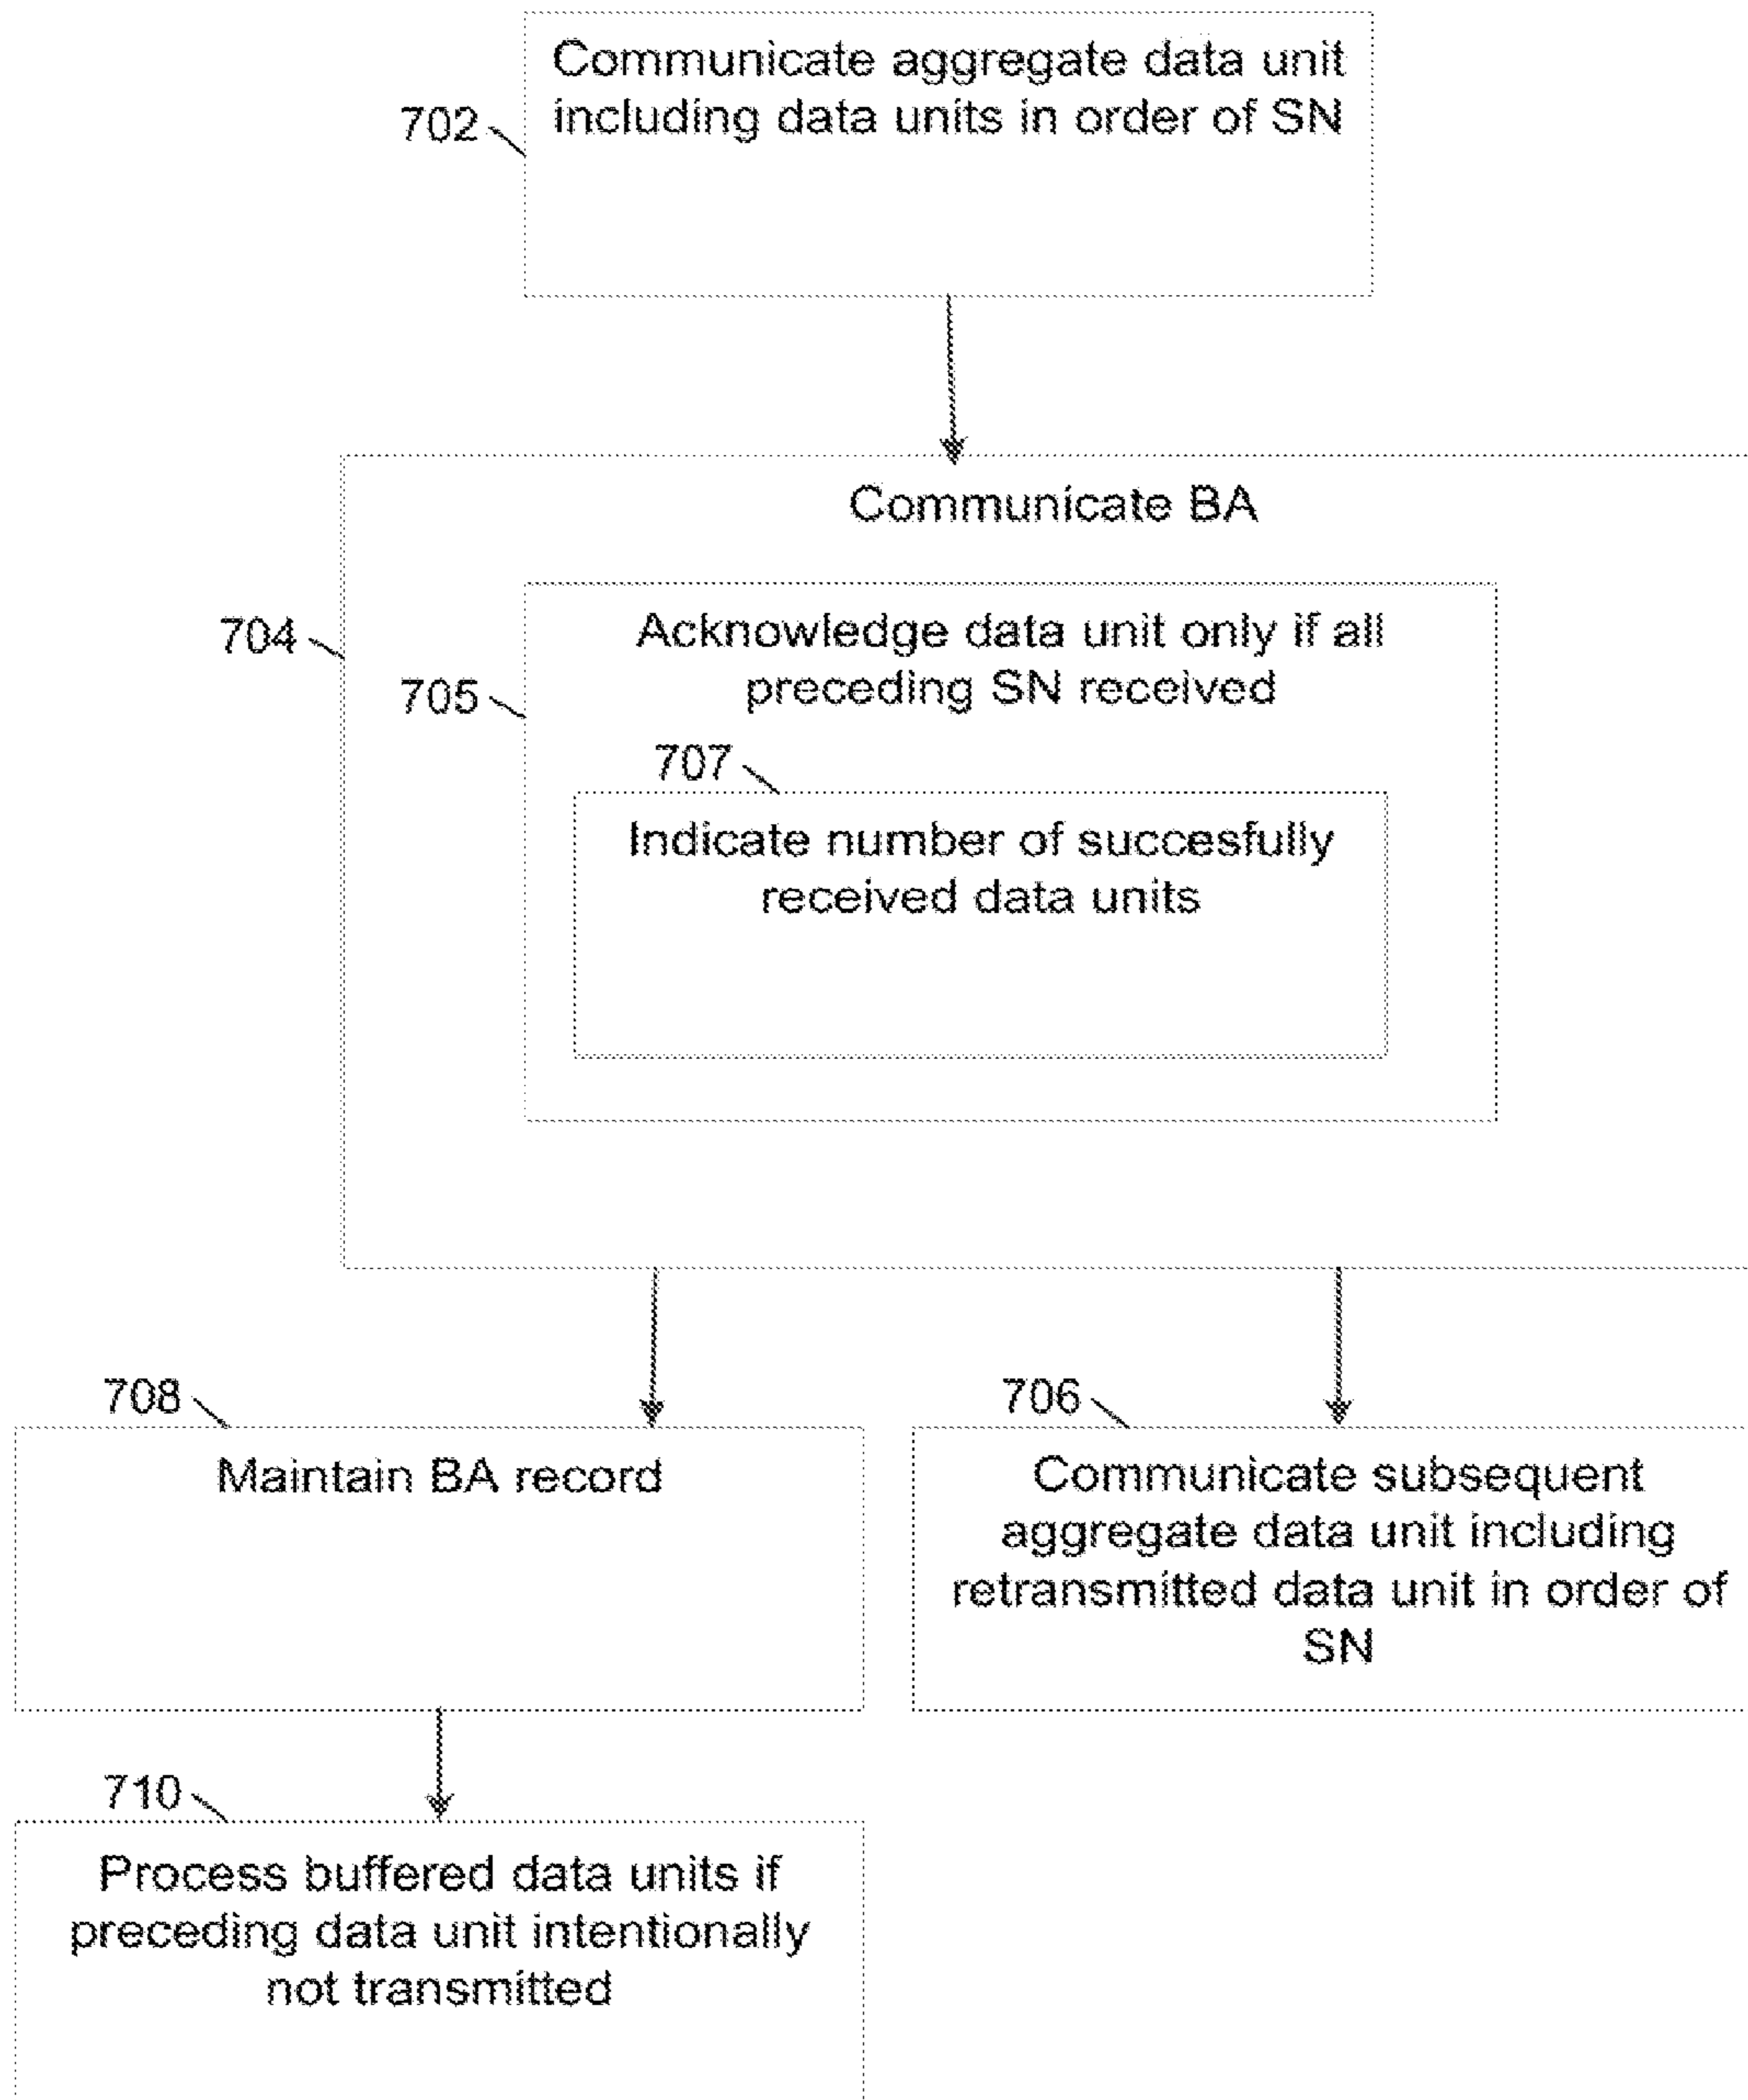 Communicate aggregate data unit
including data units in order of SN
702
Communicate BA
704
Acknowledge data unit only if all
preceding SN received
705
707
Indicate number of succesfully
received data units
708
Maintain BA record
706
Communicate subsequent
aggregate data unit including
retransmitted data unit in order of
SN
710
Process buffered data units if
preceding data unit intentionally
not transmitted